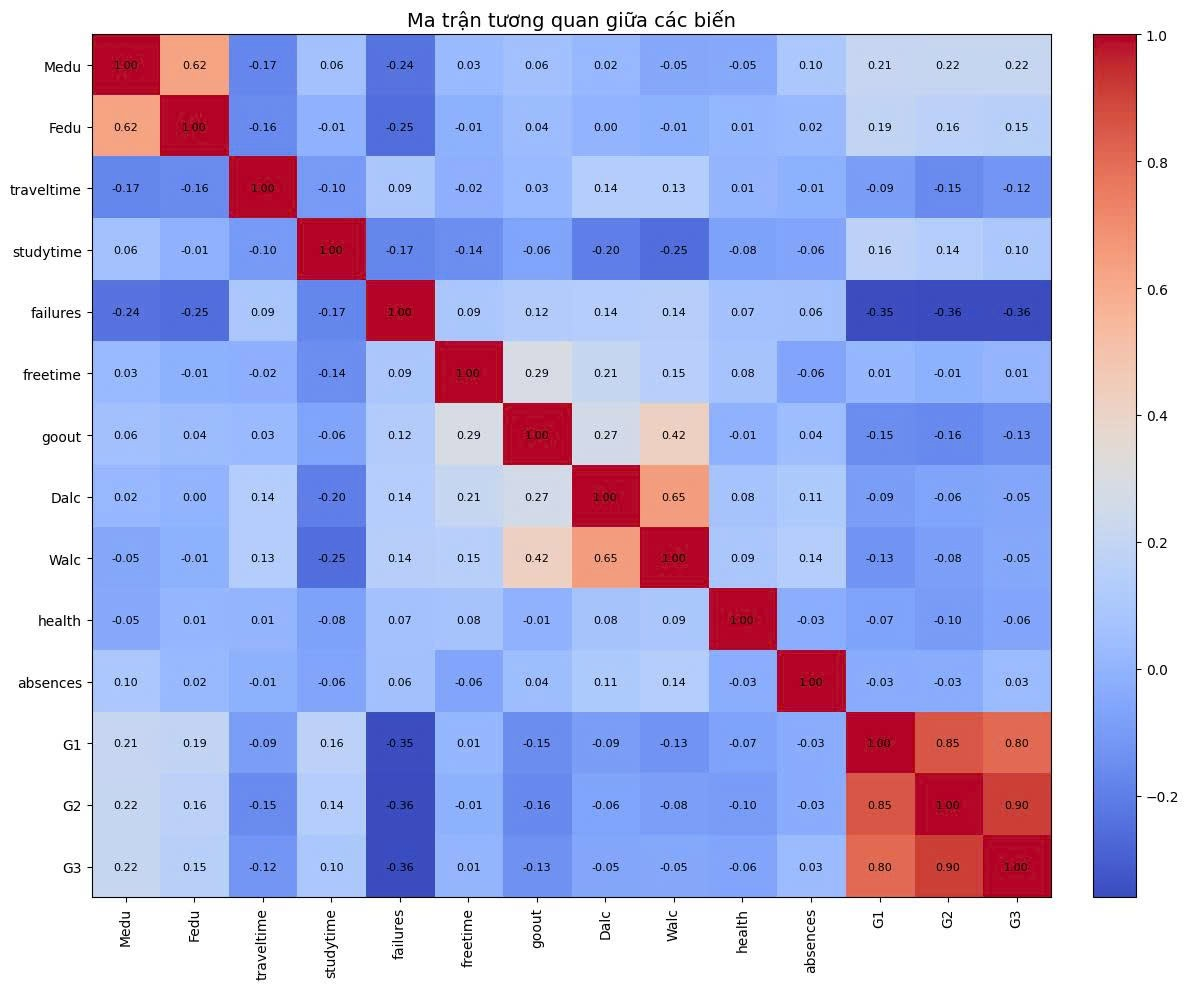 Ma trận tương quan giữa các biến
Medu 1.00 0.62 -0.17 0.06 -0.24 0.03 0.06 0.02 -0.05 -0.05 0.10 0.21 0.22 0.22
Fedu 0.62 1.00 -0.16 -0.01 -0.25 -0.01 0.04 0.00 -0.01 0.01 0.02 0.19 0.16 0.15
traveltime -0.17 -0.16 1.00 -0.10 0.09 -0.02 0.03 0.14 0.13 0.01 -0.01 -0.09 -0.15 -0.12
studytime 0.06 -0.01 -0.10 1.00 -0.17 -0.14 -0.06 -0.20 -0.25 -0.08 -0.06 0.16 0.14 0.10
failures -0.24 -0.25 0.09 -0.17 1.00 0.09 0.12 0.14 0.14 0.07 0.06 -0.35 -0.36 -0.36
freetime 0.03 -0.01 -0.02 -0.14 0.09 1.00 0.29 0.21 0.15 0.08 -0.06 0.01 -0.01 0.01
goout 0.06 0.04 0.03 -0.06 0.12 0.29 1.00 0.27 0.42 -0.01 0.04 -0.15 -0.16 -0.13
Dalc 0.02 0.00 0.14 -0.20 0.14 0.21 0.27 1.00 0.65 0.08 0.11 -0.09 -0.06 -0.05
Walc -0.05 -0.01 0.13 -0.25 0.14 0.15 0.42 0.65 1.00 0.09 0.14 -0.13 -0.08 -0.05
health -0.05 0.01 0.01 -0.08 0.07 0.08 -0.01 0.08 0.09 1.00 -0.03 -0.07 -0.10 -0.06
absences 0.10 0.02 -0.01 -0.06 0.06 -0.06 0.04 0.11 0.14 -0.03 1.00 -0.03 -0.03 0.03
G1 0.21 0.19 -0.09 0.16 -0.35 0.01 -0.15 -0.09 -0.13 -0.07 -0.03 1.00 0.85 0.80
G2 0.22 0.16 -0.15 0.14 -0.36 -0.01 -0.16 -0.06 -0.08 -0.10 -0.03 0.85 1.00 0.90
G3 0.22 0.15 -0.12 0.10 -0.36 0.01 -0.13 -0.05 -0.05 -0.06 0.03 0.80 0.90 1.00
Medu Fedu traveltime studytime failures freetime goout Dalc Walc health absences G1 G2 G3
1.0
0.8
0.6
0.4
0.2
0.0
−0.2